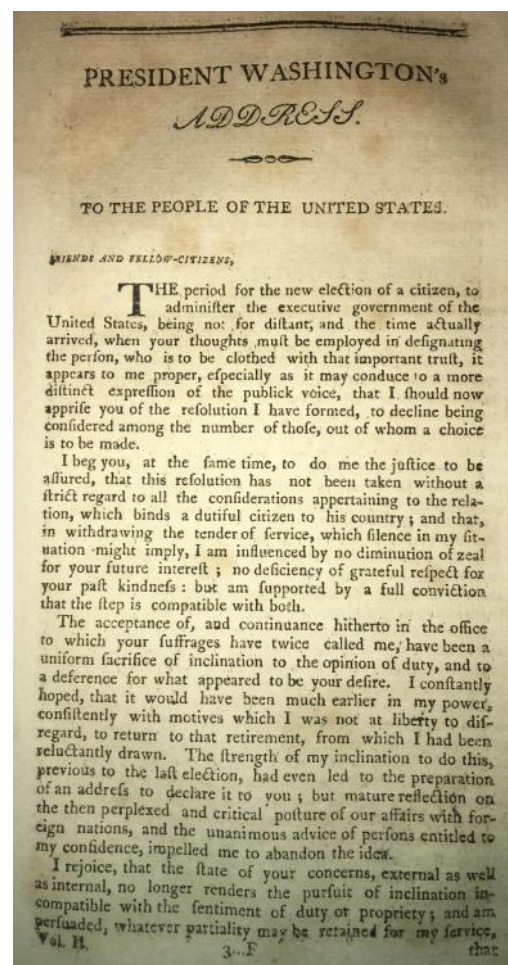 PRESIDENT WASHINGTON's
ADDRESS.
TO THE PEOPLE OF THE UNITED STATES.
FRIENDS AND FELLOW-CITIZENS,
THE period for the new election of a citizen, to
adminiſter the executive government of the
United States, being not far diſtant, and the time actually
arrived, when your thoughts muſt be employed in deſignating
the perſon, who is to be clothed with that important truſt, it
appears to me proper, eſpecially as it may conduce to a more
diſtinct expreſſion of the publick voice, that I ſhould now
appriſe you of the reſolution I have formed, to decline being
conſidered among the number of thoſe, out of whom a choice
is to be made.
I beg you, at the ſame time, to do me the juſtice to be
aſſured, that this reſolution has not been taken without a
ſtrict regard to all the conſiderations appertaining to the rela-
tion, which binds a dutiful citizen to his country ; and that,
in withdrawing the tender of ſervice, which ſilence in my ſit-
uation might imply, I am influenced by no diminution of zeal
for your future intereſt ; no deficiency of grateful reſpect for
your paſt kindneſs : but am ſupported by a full conviction
that the ſtep is compatible with both.
The acceptance of, and continuance hitherto in the office
to which your ſuffrages have twice called me, have been a
uniform ſacrifice of inclination to the opinion of duty, and to
a deference for what appeared to be your deſire. I conſtantly
hoped, that it would have been much earlier in my power,
conſiſtently with motives which I was not at liberty to diſ-
regard, to return to that retirement, from which I had been
reluctantly drawn. The ſtrength of my inclination to do this,
previous to the laſt election, had even led to the preparation
of an addreſs to declare it to you ; but mature reflection on
the then perplexed and critical poſture of our affairs with for-
eign nations, and the unanimous advice of perſons entitled to
my confidence, impelled me to abandon the idea.
I rejoice, that the ſtate of your concerns, external as well
as internal, no longer renders the purſuit of inclination in-
compatible with the ſentiment of duty or propriety ; and am
perſuaded, whatever partiality may be retained for my ſervice,
Vol. II. 3...F that